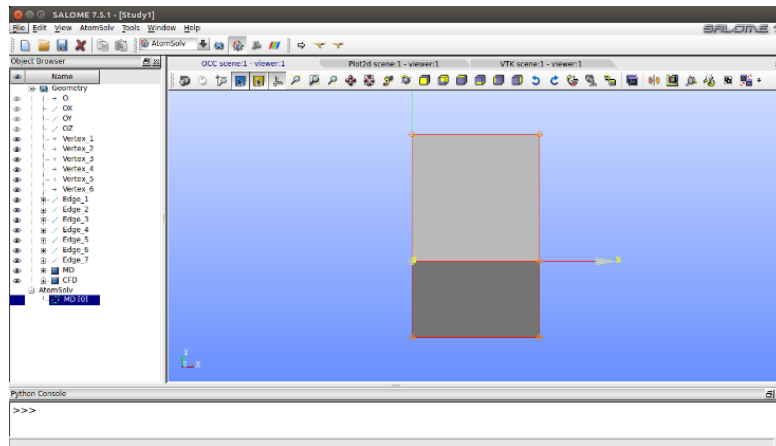 SALOME 7.5.1 - [Study1]
File Edit View AtomSolv Tools Window Help
SALOME 7
AtomSolv
Object Browser
OCC scene:1 - viewer:1 Plot2d scene:1 - viewer:1 VTK scene:1 - viewer:1
Name
Geometry
O
OX
OY
OZ
Vertex_1
Vertex_2
Vertex_3
Vertex_4
Vertex_5
Vertex_6
Edge_1
Edge_2
Edge_3
Edge_4
Edge_5
Edge_6
Edge_7
MD
CFD
AtomSolv
MD [0]
X
Y
X
Python Console
>>>